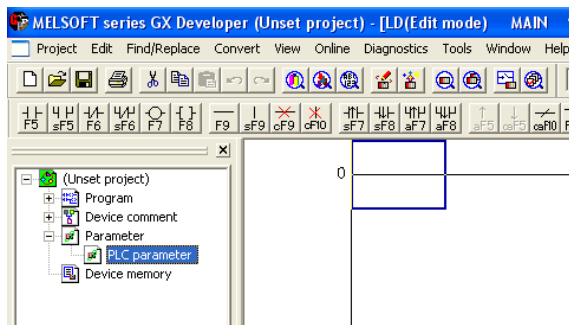 MELSOFT series GX Developer (Unset project) - [LD(Edit mode) MAIN
Project Edit Find/Replace Convert View Online Diagnostics Tools Window Help
F5 sF5 F6 sF6 F7 F8 F9 sF9 cF9 cF10 sF7 sF8 aF7 aF8 aF5 caF5 caF10
0
(Unset project)
Program
Device comment
Parameter
PLC parameter
Device memory